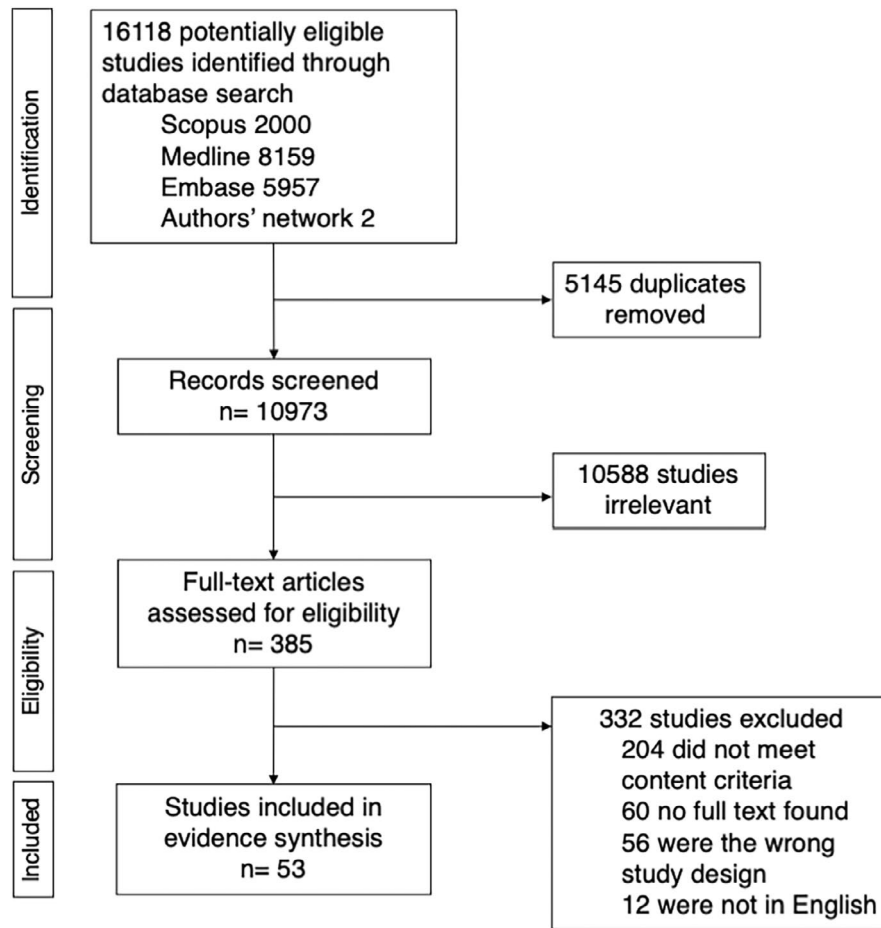 Identification
16118 potentially eligible
studies identified through
database search
Scopus 2000
Medline 8159
Embase 5957
Authors' network 2
5145 duplicates
removed
Screening
Records screened
n= 10973
10588 studies
irrelevant
Eligibility
Full-text articles
assessed for eligibility
n= 385
332 studies excluded
204 did not meet
content criteria
60 no full text found
56 were the wrong
study design
12 were not in English
Included
Studies included in
evidence synthesis
n= 53